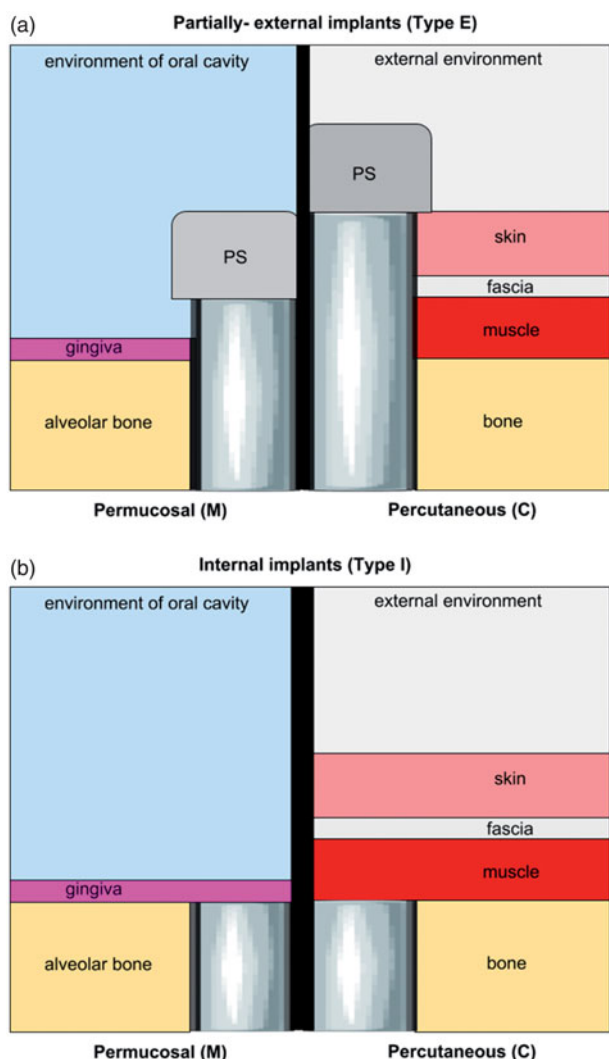 (a)
Partially- external implants (Type E)
environment of oral cavity
external environment
PS
PS
skin
fascia
gingiva
muscle
alveolar bone
bone
Permucosal (M)
Percutaneous (C)
(b)
Internal implants (Type I)
environment of oral cavity
external environment
skin
fascia
gingiva
muscle
alveolar bone
bone
Permucosal (M)
Percutaneous (C)